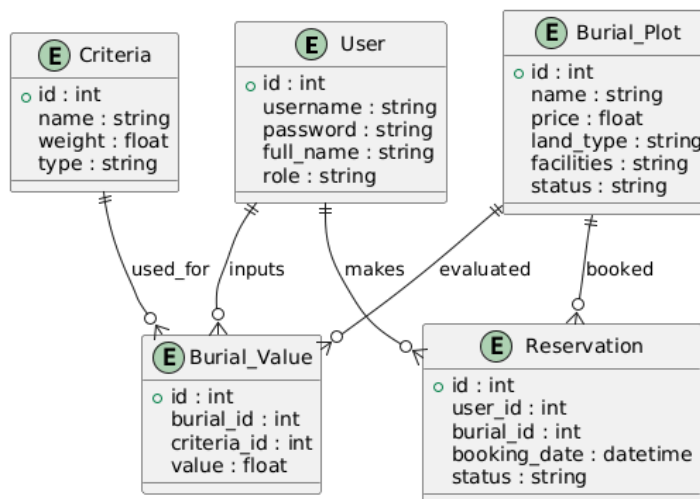 E Criteria
id : int
name : string
weight : float
type : string
E User
id : int
username : string
password : string
full_name : string
role : string
E Burial_Plot
id : int
name : string
price : float
land_type : string
facilities : string
status : string
used_for
inputs
makes
evaluated
booked
E Burial_Value
id : int
burial_id : int
criteria_id : int
value : float
E Reservation
id : int
user_id : int
burial_id : int
booking_date : datetime
status : string